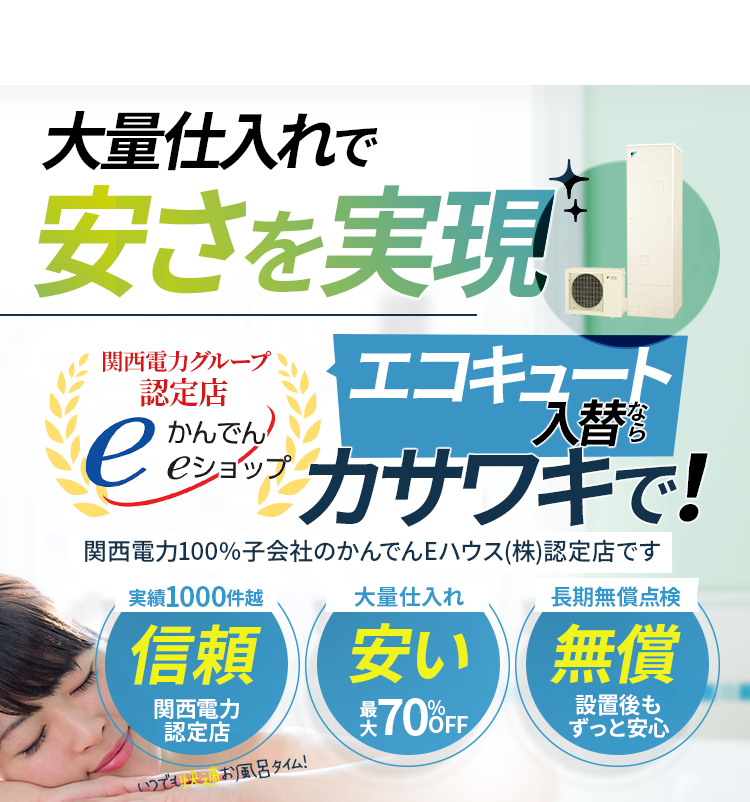 大量仕入れで
安さを実現
関西電力グループ
認定店
e かんでん
eショップ
エコキュート
入替なら
カサワキで!
関西電力100%子会社のかんでんEハウス(株)認定店です
実績1000件越
信頼
関西電力
認定店
大量仕入れ
安い
最大70%OFF
長期無償点検
無償
設置後も
ずっと安心
いつでも快適お風呂タイム!